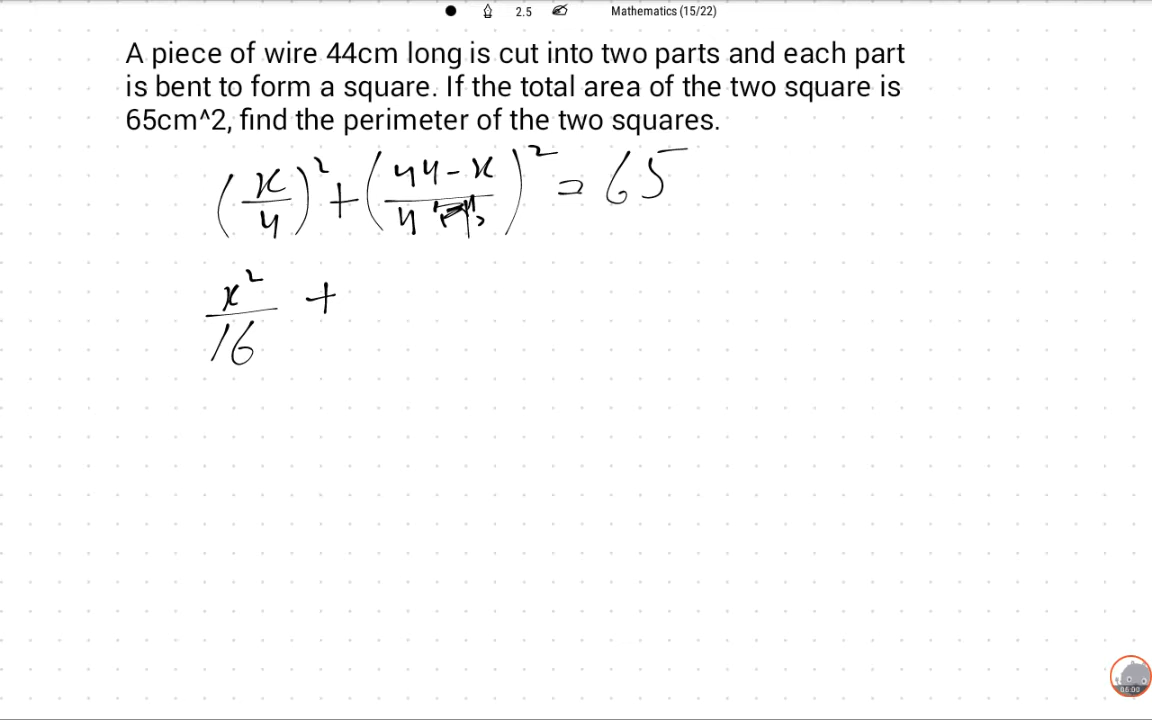 2.5 Mathematics (15/22)
A piece of wire 44cm long is cut into two parts and each part
is bent to form a square. If the total area of the two square is
65cm^2, find the perimeter of the two squares.
(x/4)² + (44-x/4)² = 65
x²/16 +
06:00